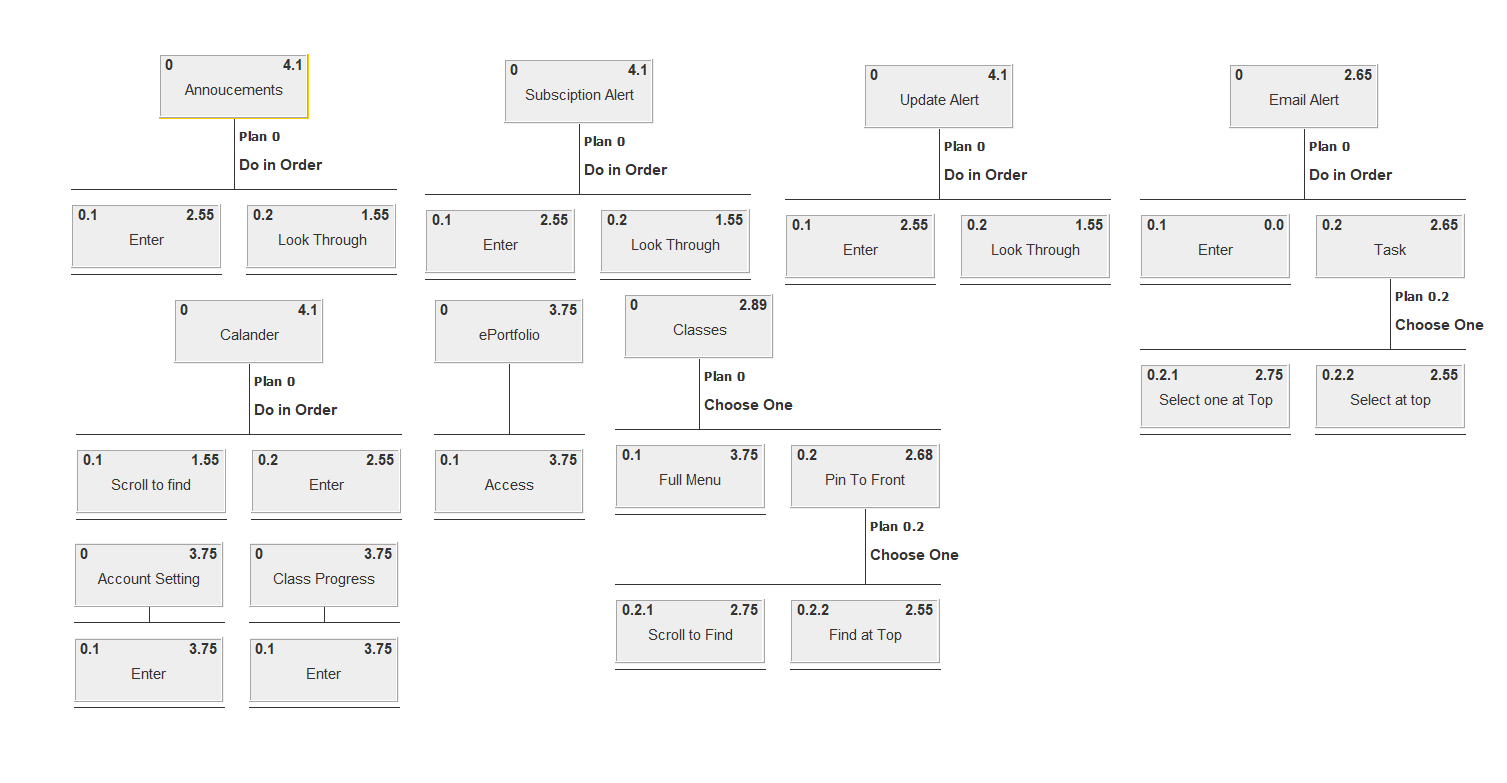 0 4.1
Annoucements
Plan 0
Do in Order
0.1 2.55
Enter
0.2 1.55
Look Through
0 4.1
Subsciption Alert
Plan 0
Do in Order
0.1 2.55
Enter
0.2 1.55
Look Through
0 4.1
Update Alert
Plan 0
Do in Order
0.1 2.55
Enter
0.2 1.55
Look Through
0 2.65
Email Alert
Plan 0
Do in Order
0.1 0.0
Enter
0.2 2.65
Task
Plan 0.2
Choose One
0.2.1 2.75
Select one at Top
0.2.2 2.55
Select at top
0 4.1
Calander
Plan 0
Do in Order
0.1 1.55
Scroll to find
0.2 2.55
Enter
0 3.75
ePortfolio
0.1 3.75
Access
0 2.89
Classes
Plan 0
Choose One
0.1 3.75
Full Menu
0.2 2.68
Pin To Front
Plan 0.2
Choose One
0.2.1 2.75
Scroll to Find
0.2.2 2.55
Find at Top
0 3.75
Account Setting
0.1 3.75
Enter
0 3.75
Class Progress
0.1 3.75
Enter